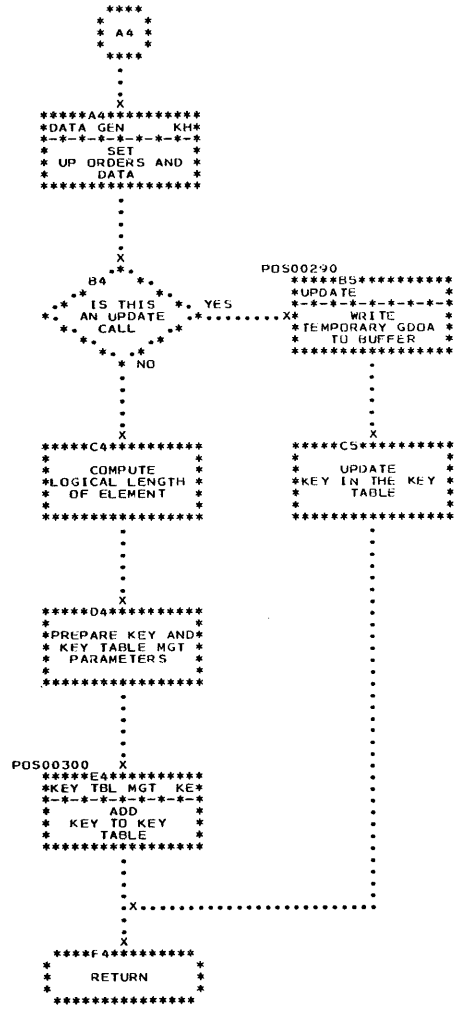 A4
A4
DATA GEN KH
SET
UP ORDERS AND
DATA
B4
IS THIS
AN UPDATE
CALL
YES
NO
POS00290
B5
UPDATE
WRITE
TEMPORARY GDOA
TO BUFFER
C4
COMPUTE
LOGICAL LENGTH
OF ELEMENT
C5
UPDATE
KEY IN THE KEY
TABLE
D4
PREPARE KEY AND
KEY TABLE MGT
PARAMETERS
POS00300
E4
KEY TBL MGT KE
ADD
KEY TO KEY
TABLE
F4
RETURN